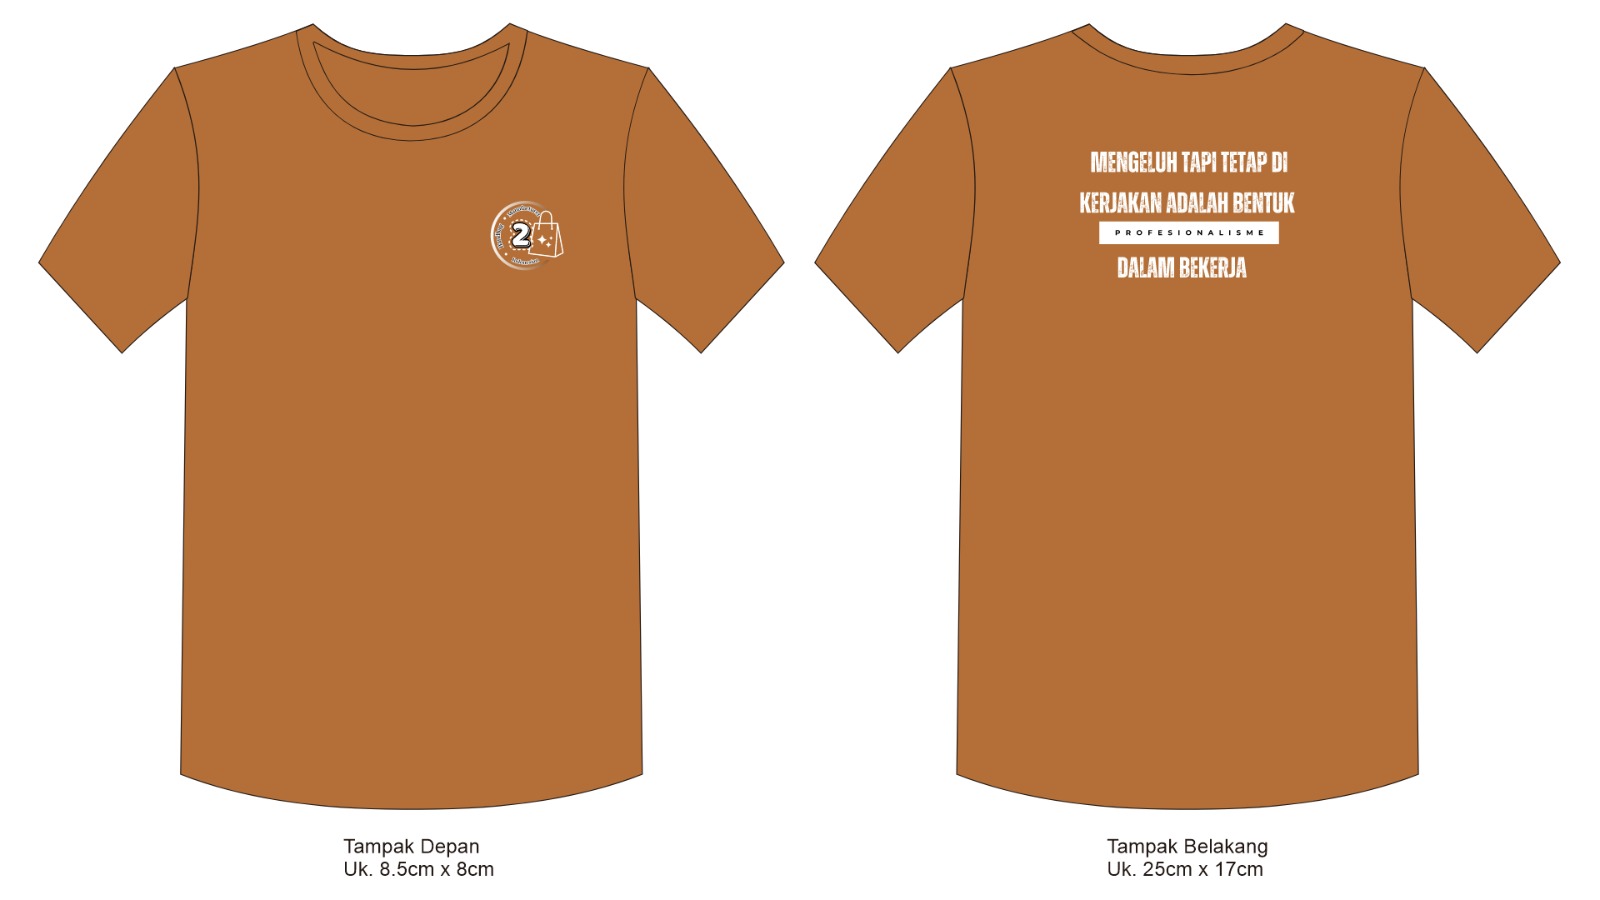 2
MENGELUH TAPI TETAP DI
KERJAKAN ADALAH BENTUK
PROFESIONALISME
DALAM BEKERJA
Tampak Depan
Uk. 8.5cm x 8cm
Tampak Belakang
Uk. 25cm x 17cm